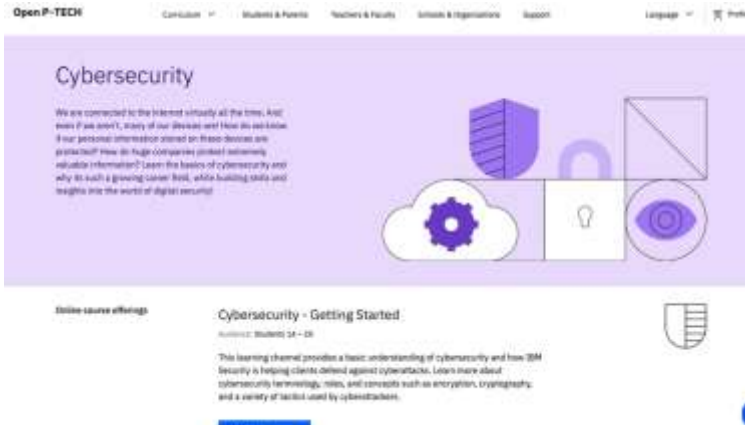 Open P-TECH
Curriculum
Students & Parents
Teachers & Faculty
Schools & Organizations
Support
Language
Cybersecurity
We are connected to the internet virtually all the time. And
even if we aren't, many of our devices are! How do we know
if our personal information stored on these devices are
protected? How do huge companies protect extremely
valuable information? Learn the basics of cybersecurity and
why its such a growing career field, while building skills and
insights into the world of digital security!
Online course offerings
Cybersecurity - Getting Started
Audience: Students 14 – 18
This learning channel provides a basic understanding of cybersecurity and how IBM
Security is helping clients defend against cyberattacks. Learn more about
cybersecurity terminology, roles, and concepts such as encryption, cryptography,
and a variety of tactics used by cyberattackers.